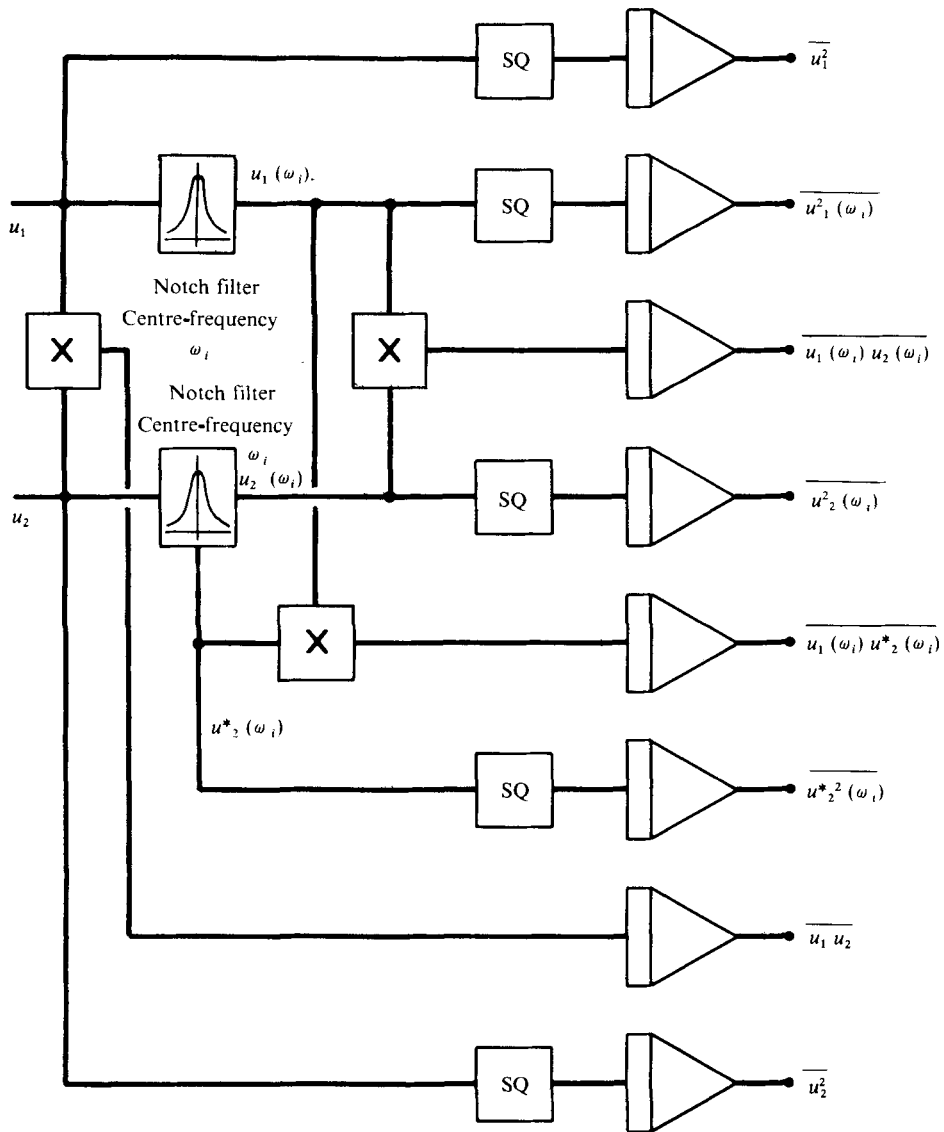 SQ
u₁²
u₁ (ωᵢ).
SQ
u²₁ (ωᵢ)
u₁
Notch filter
Centre-frequency
ωᵢ
X
X
u₁ (ωᵢ) u₂ (ωᵢ)
Notch filter
Centre-frequency
ωᵢ
u₂ (ωᵢ)
SQ
u²₂ (ωᵢ)
u₂
X
u₁ (ωᵢ) u*₂ (ωᵢ)
u*₂ (ωᵢ)
SQ
u*₂² (ωᵢ)
u₁ u₂
SQ
u₂²